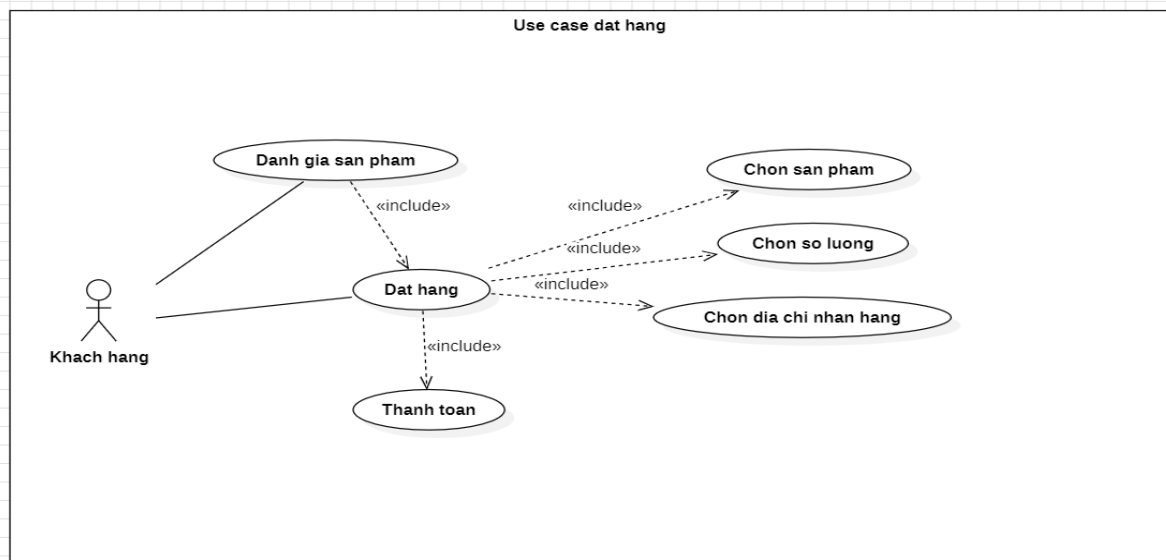 Use case dat hang
Danh gia san pham
Chon san pham
«include»
«include»
Chon so luong
«include»
«include»
Dat hang
Chon dia chi nhan hang
«include»
Khach hang
Thanh toan